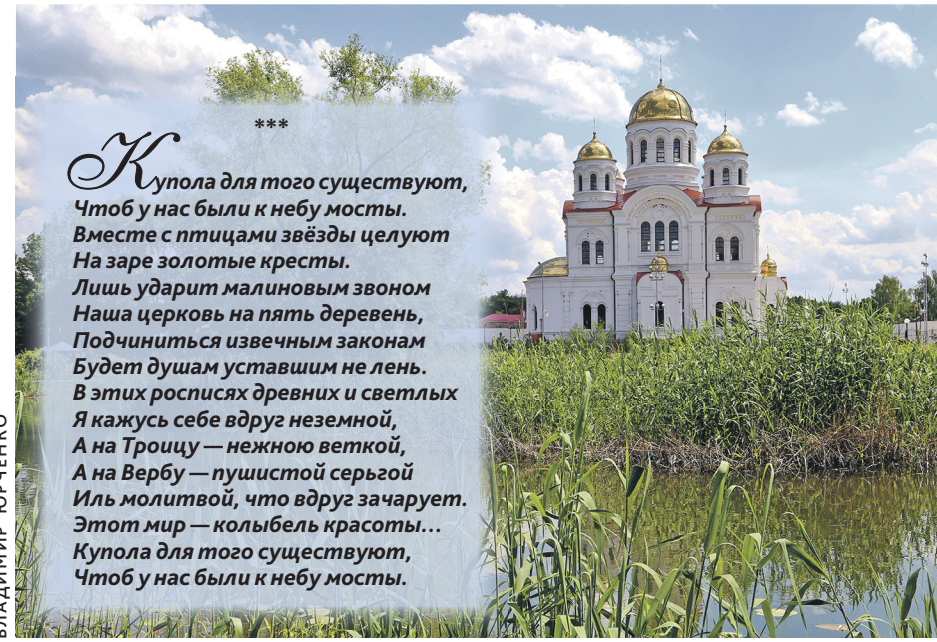 ***
Купола для того существуют,
Чтоб у нас были к небу мосты.
Вместе с птицами звёзды целуют
На заре золотые кресты.
Лишь ударит малиновым звоном
Наша церковь на пять деревень,
Подчиниться извечным законам
Будет душам уставшим не лень.
В этих росписях древних и светлых
Я кажусь себе вдруг неземной,
А на Троицу — нежною веткой,
А на Вербу — пушистой серьгой
Иль молитвой, что вдруг зачарует.
Этот мир — колыбель красоты...
Купола для того существуют,
Чтоб у нас были к небу мосты.
ВЛАДИМИР ЮРЧЕНКО